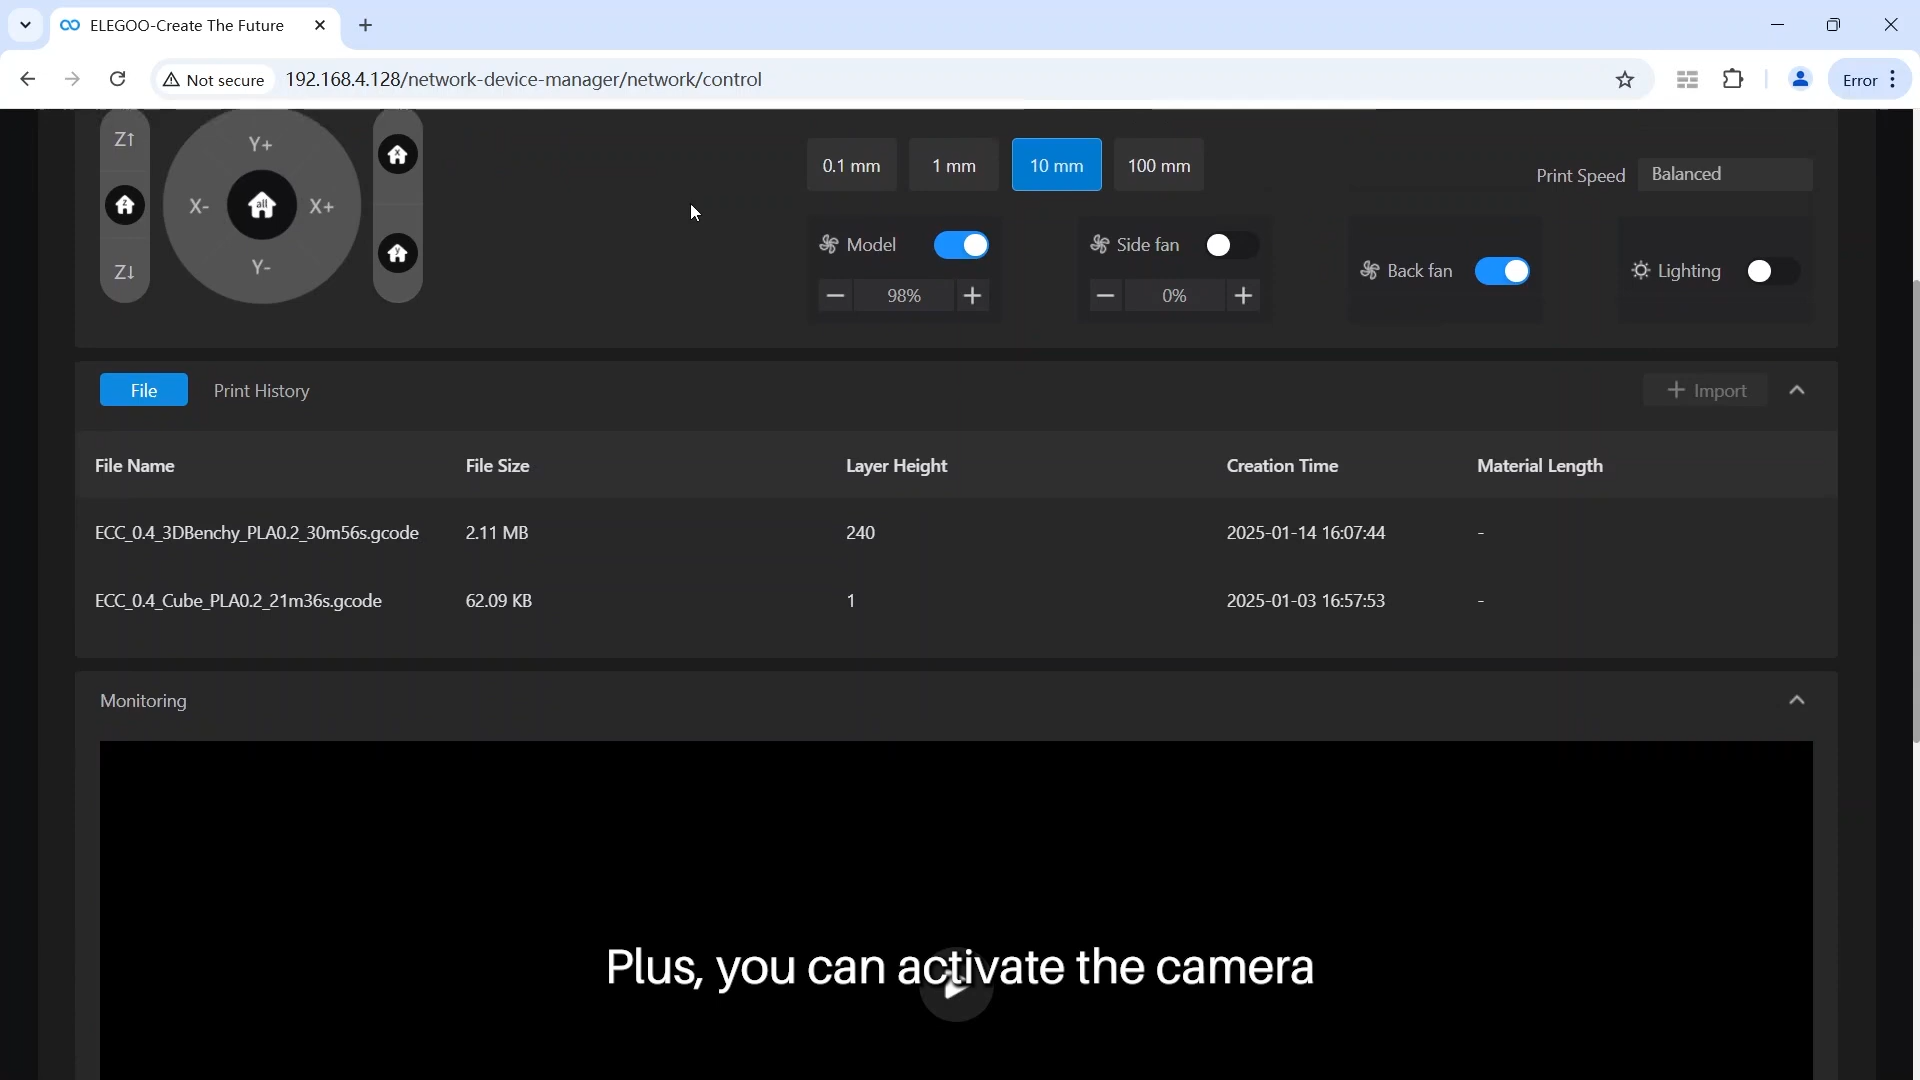 ELEGOO-Create The Future
Not secure
192.168.4.128/network-device-manager/network/control
Error
Z↑
Y+
0.1 mm
1 mm
10 mm
100 mm
Print Speed
Balanced
Z
X-
all
X+
X
Y
Y-
Z↓
Model
Side fan
Back fan
Lighting
98%
0%
File
Print History
+ Import
File Name
File Size
Layer Height
Creation Time
Material Length
ECC_0.4_3DBenchy_PLA0.2_30m56s.gcode
2.11 MB
240
2025-01-14 16:07:44
-
ECC_0.4_Cube_PLA0.2_21m36s.gcode
62.09 KB
1
2025-01-03 16:57:53
-
Monitoring
Plus, you can activate the camera